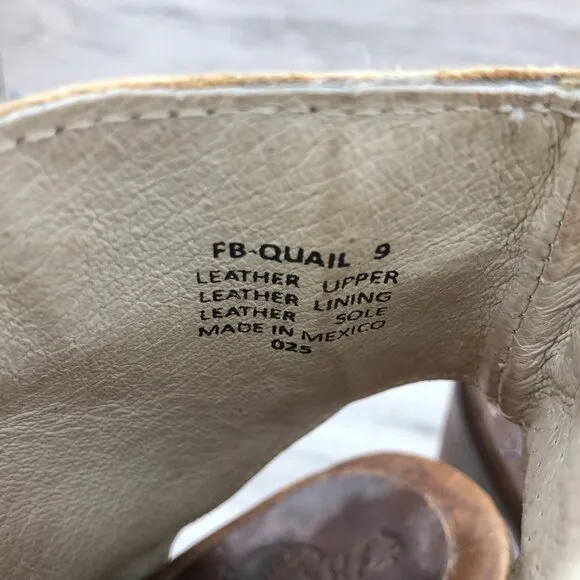 FB-QUAIL 9
LEATHER UPPER
LEATHER LINING
LEATHER SOLE
MADE IN MEXICO
025